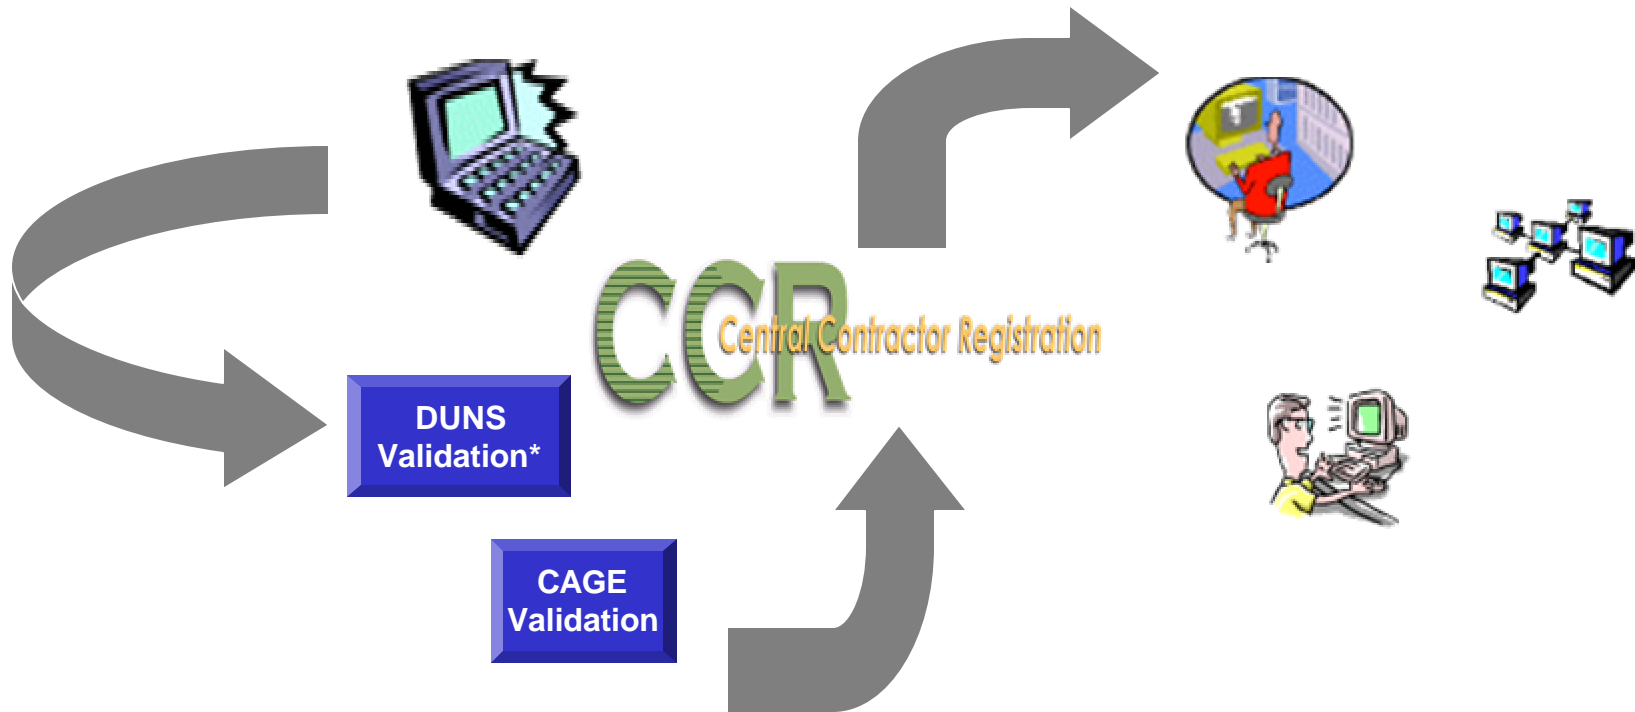 CCR
Central Contractor Registration
DUNS
Validation*
CAGE
Validation